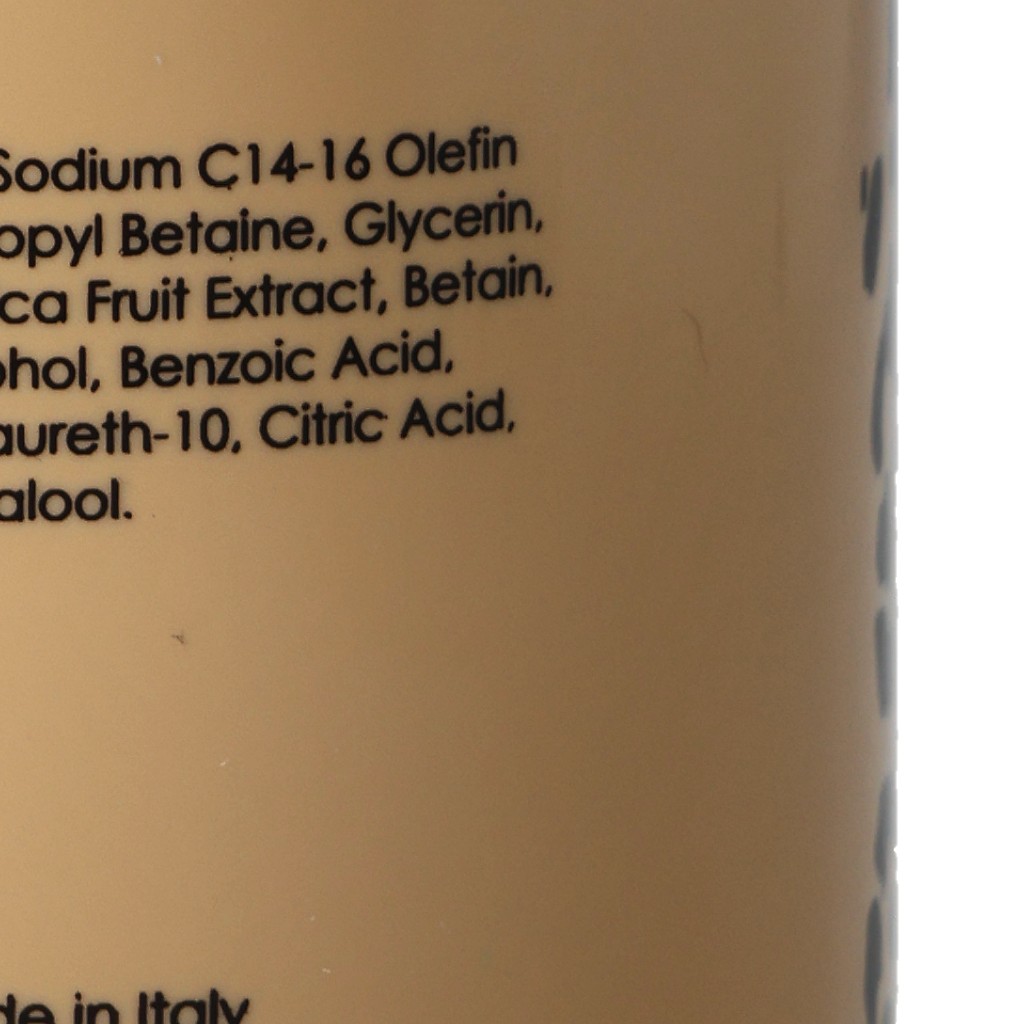 Sodium C14-16 Olefin
opyl Betaine, Glycerin,
ca Fruit Extract, Betain,
ohol, Benzoic Acid,
aureth-10, Citric Acid,
alool.
de in Italy